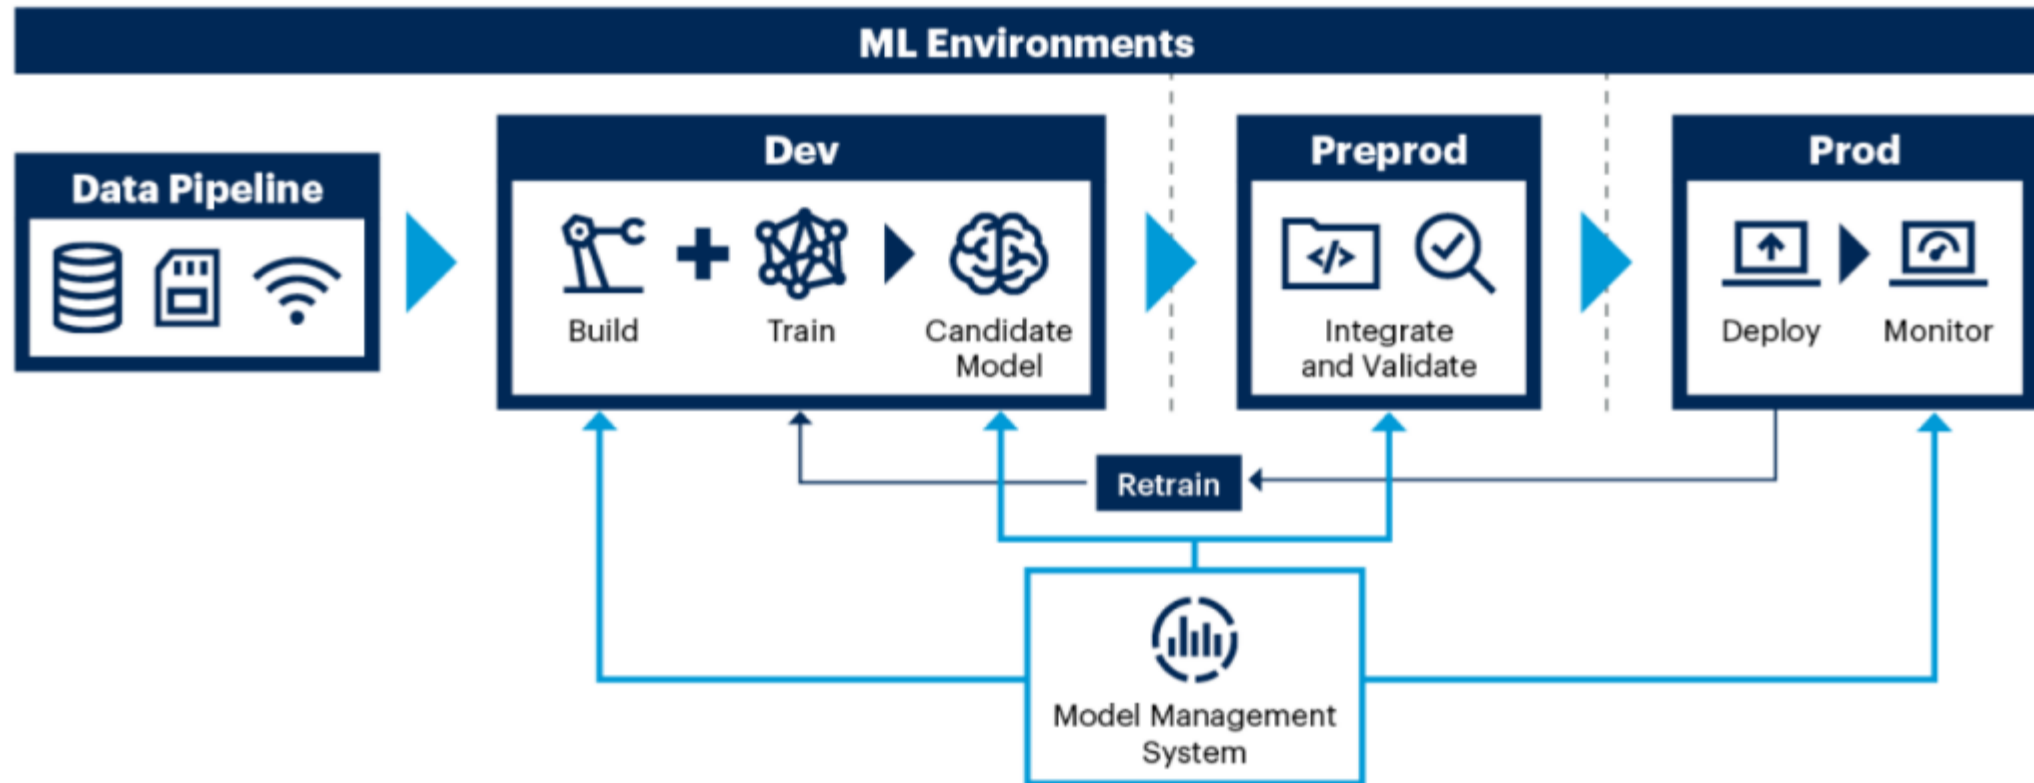 ML Environments
Data Pipeline
Dev
Build
Train
Candidate
Model
Preprod
</>
Integrate
and Validate
Prod
Deploy
Monitor
Retrain
Model Management
System